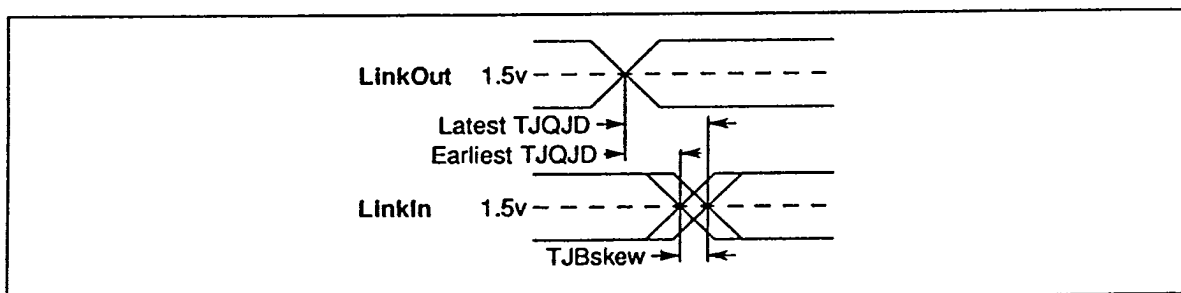 LinkOut 1.5v
Latest TJQJD
Earliest TJQJD
LinkIn 1.5v
TJBskew